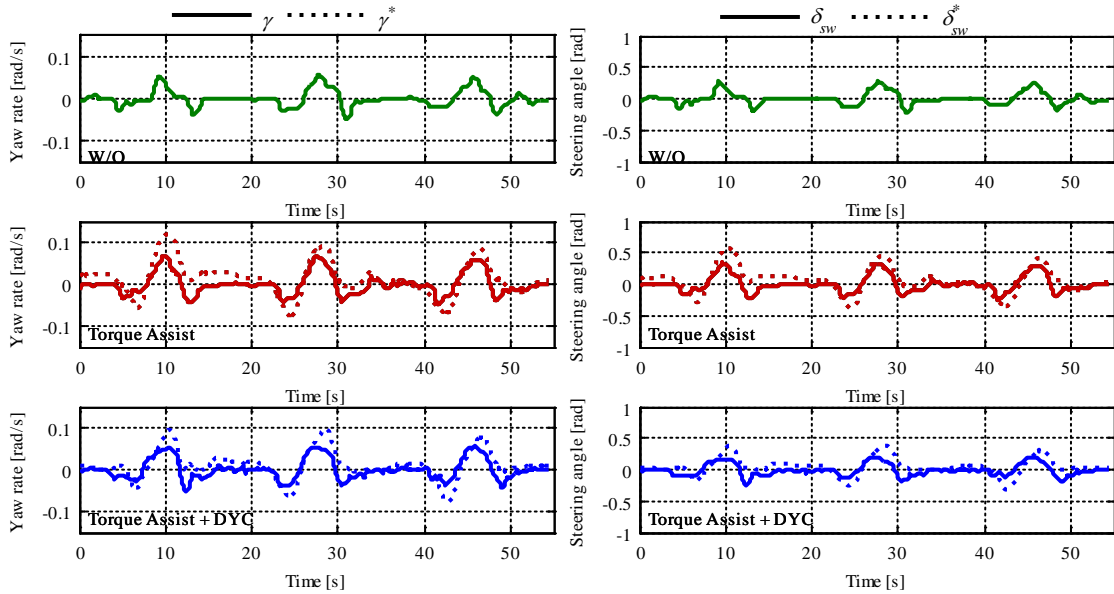 γ γ*
δsw δ*sw
Yaw rate [rad/s]
0.1
0
-0.1
W/O
0 10 20 30 40 50
Time [s]
Steering angle [rad]
1
0.5
0
-0.5
-1
W/O
0 10 20 30 40 50
Time [s]
Yaw rate [rad/s]
0.1
0
-0.1
Torque Assist
0 10 20 30 40 50
Time [s]
Steering angle [rad]
1
0.5
0
-0.5
-1
Torque Assist
0 10 20 30 40 50
Time [s]
Yaw rate [rad/s]
0.1
0
-0.1
Torque Assist + DYC
0 10 20 30 40 50
Time [s]
Steering angle [rad]
1
0.5
0
-0.5
-1
Torque Assist + DYC
0 10 20 30 40 50
Time [s]